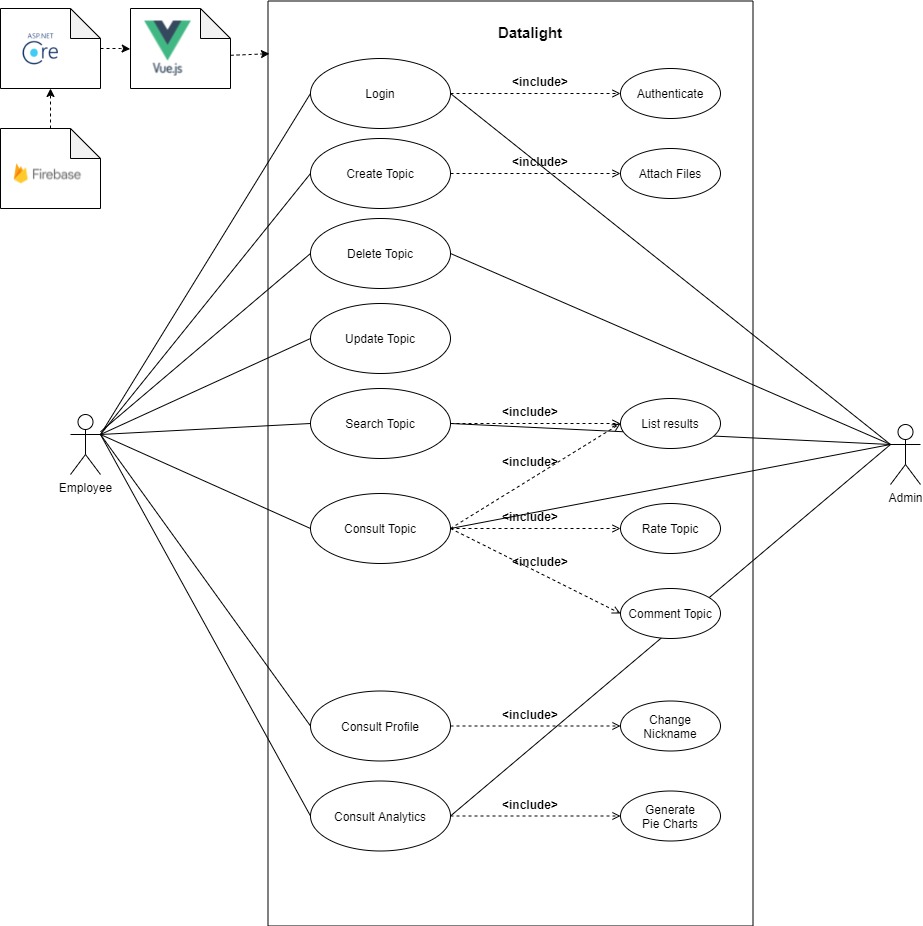 Datalight
ASP.NET
Core
Vue.js
Firebase
Login
<include>
Authenticate
Create Topic
<include>
Attach Files
Delete Topic
Update Topic
Search Topic
<include>
List results
<include>
Consult Topic
<include>
Rate Topic
<include>
Comment Topic
Employee
Admin
Consult Profile
<include>
Change
Nickname
Consult Analytics
<include>
Generate
Pie Charts